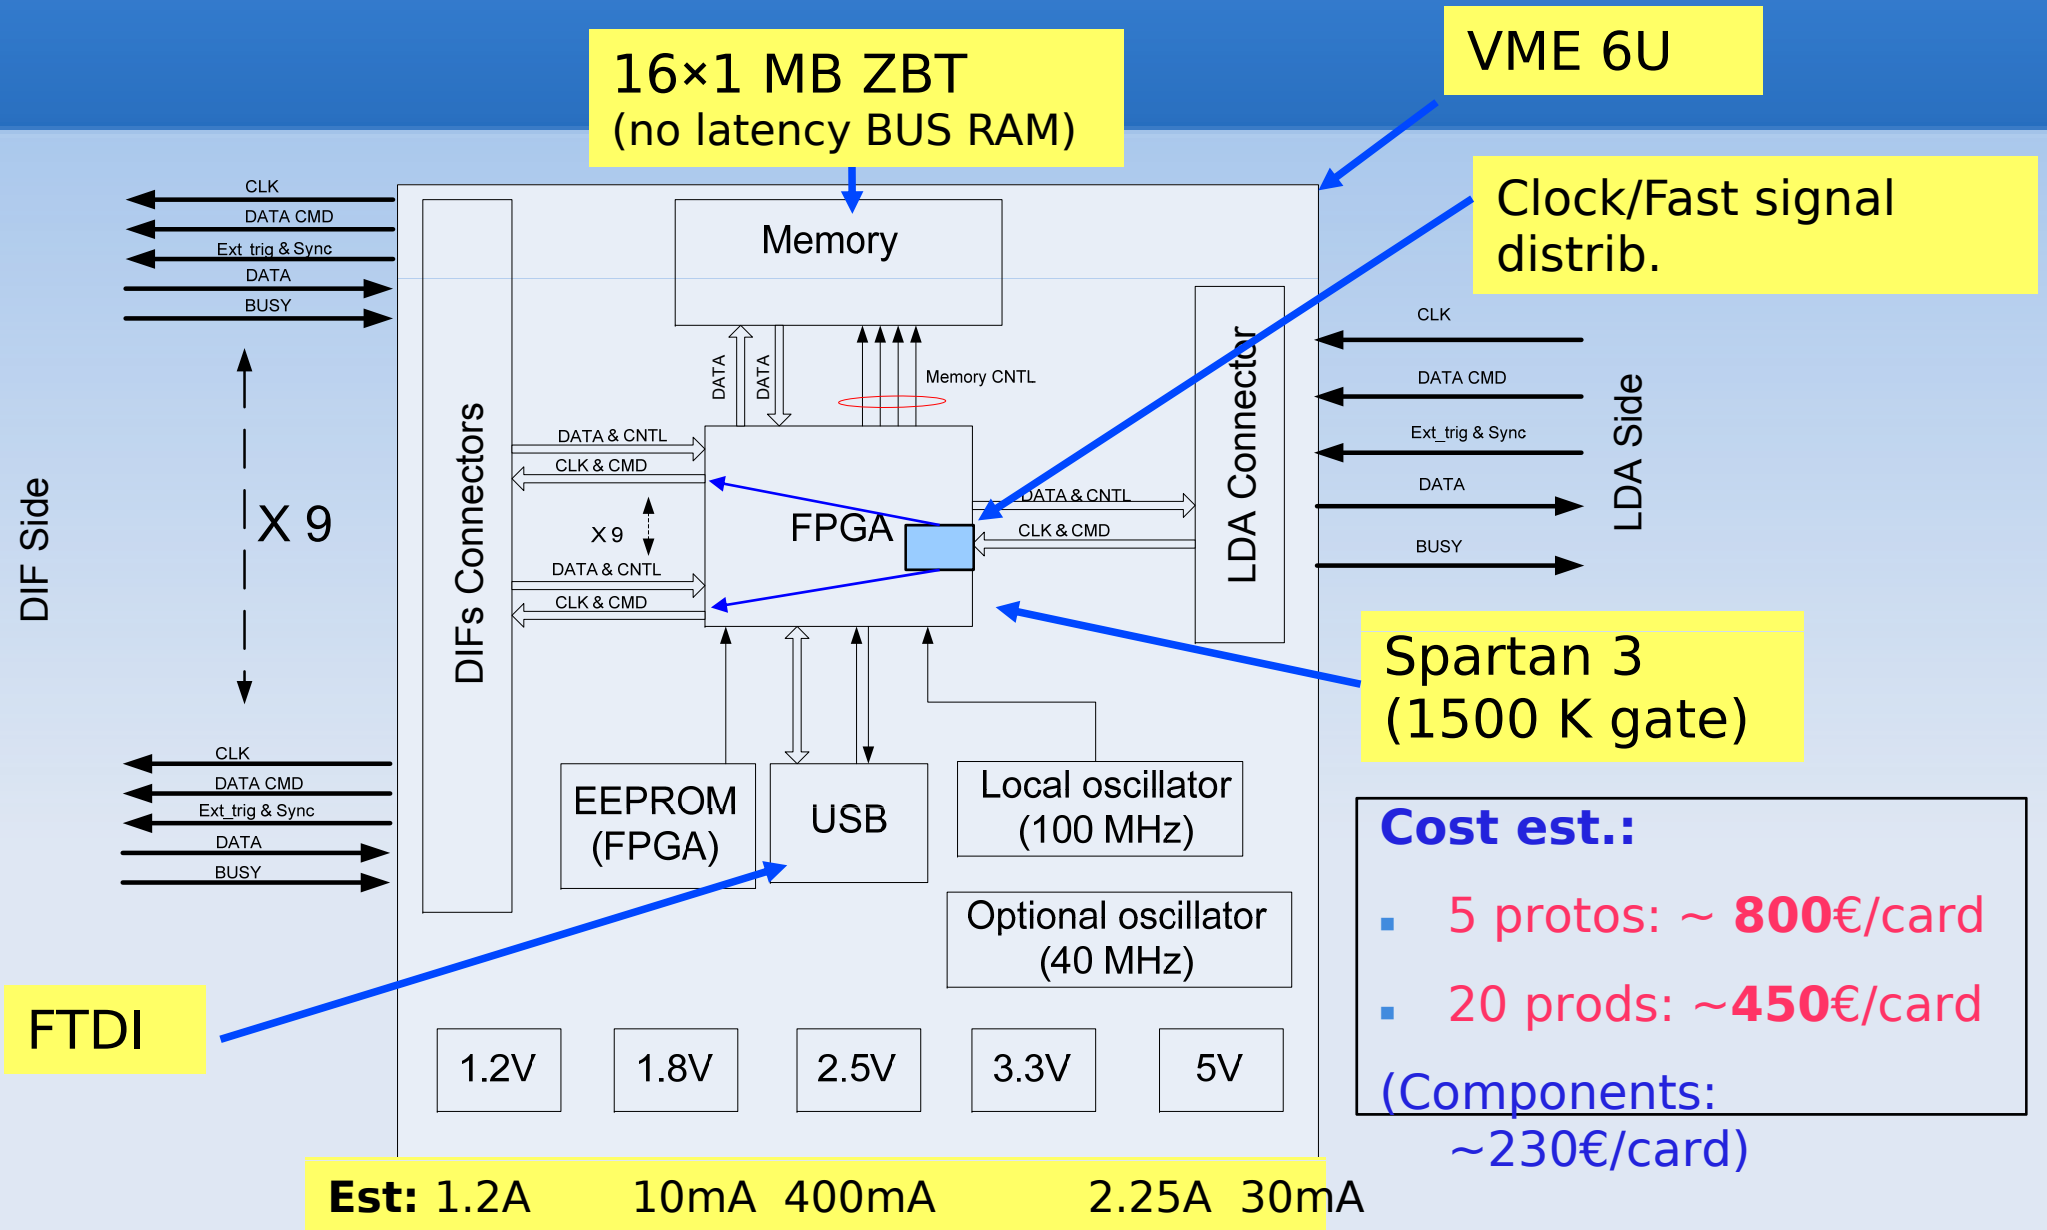 16×1 MB ZBT
(no latency BUS RAM)
VME 6U
Clock/Fast signal
distrib.
CLK
DATA CMD
Ext_trig & Sync
DATA
BUSY
DIF Side
X 9
CLK
DATA CMD
Ext_trig & Sync
DATA
BUSY
DIFs Connectors
Memory
DATA
DATA
Memory CNTL
DATA & CNTL
CLK & CMD
X 9
DATA & CNTL
CLK & CMD
FPGA
DATA & CNTL
CLK & CMD
LDA Connector
CLK
DATA CMD
Ext_trig & Sync
DATA
BUSY
LDA Side
Spartan 3
(1500 K gate)
EEPROM
(FPGA)
USB
Local oscillator
(100 MHz)
Optional oscillator
(40 MHz)
FTDI
1.2V
1.8V
2.5V
3.3V
5V
Est: 1.2A 10mA 400mA 2.25A 30mA
Cost est.:
5 protos: ~ 800€/card
20 prods: ~450€/card
(Components:
~230€/card)